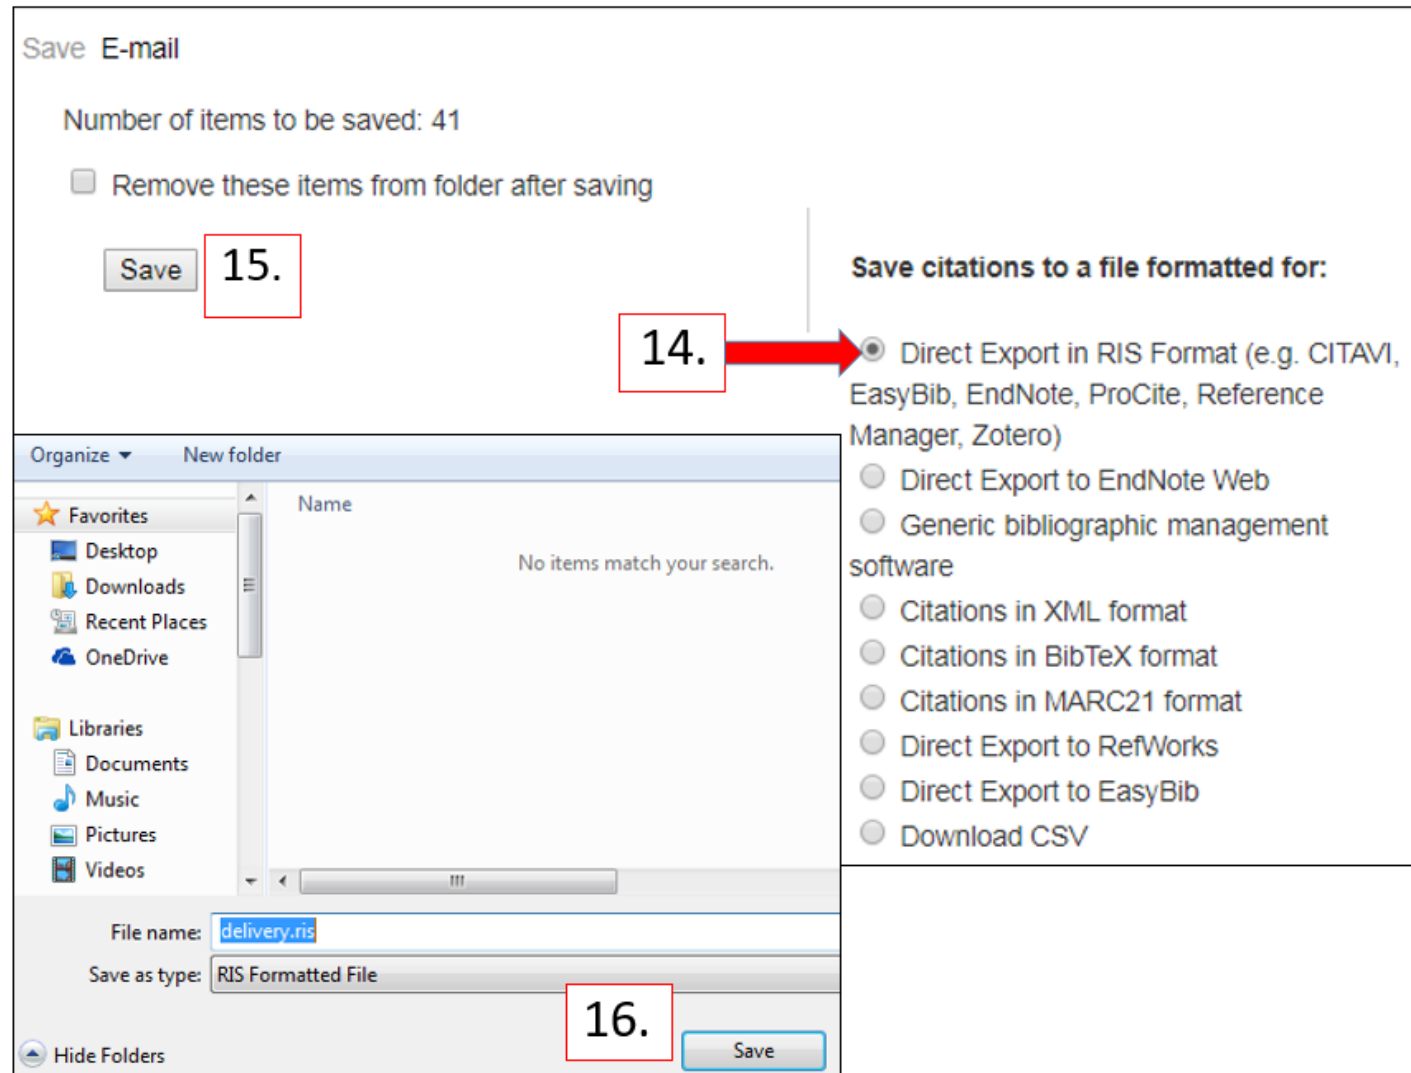 Save E-mail
Number of items to be saved: 41
Remove these items from folder after saving
Save 15.
Save citations to a file formatted for:
14.
Direct Export in RIS Format (e.g. CITAVI,
EasyBib, EndNote, ProCite, Reference
Manager, Zotero)
Direct Export to EndNote Web
Generic bibliographic management
software
Citations in XML format
Citations in BibTeX format
Citations in MARC21 format
Direct Export to RefWorks
Direct Export to EasyBib
Download CSV
Organize New folder
Favorites
Desktop
Downloads
Recent Places
OneDrive
Libraries
Documents
Music
Pictures
Videos
Name
No items match your search.
File name: delivery.ris
Save as type: RIS Formatted File
16.
Hide Folders
Save